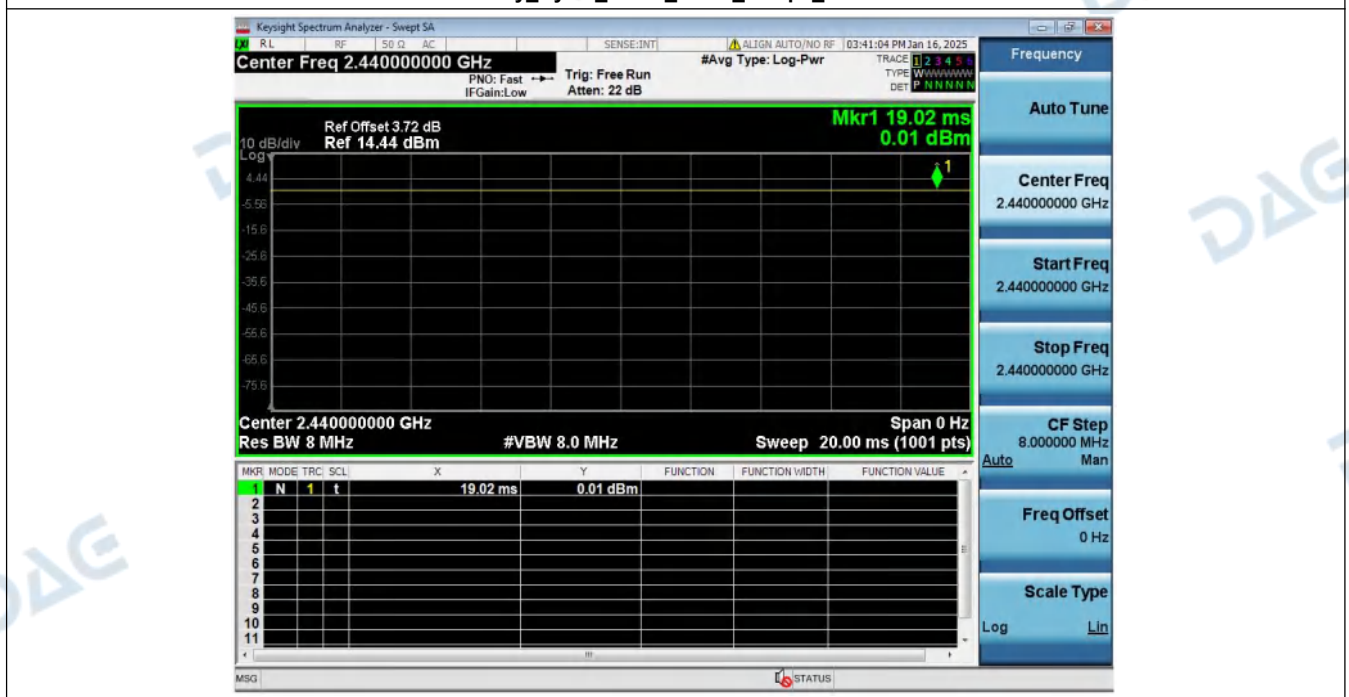 Keysight Spectrum Analyzer - Swept SA
LXI RL RF 50 Ω AC SENSE:INT ALIGN AUTO/NO RF 03:41:04 PM Jan 16, 2025
Center Freq 2.440000000 GHz
PNO: Fast
IFGain:Low
Trig: Free Run
Atten: 22 dB
#Avg Type: Log-Pwr
TRACE 1 2 3 4 5 6
TYPE WWWWWW
DET P N N N N N
Mkr1 19.02 ms
0.01 dBm
Ref Offset 3.72 dB
10 dB/div Ref 14.44 dBm
Log
1
4.44
-5.56
-15.6
-25.6
-35.6
-45.6
-55.6
-65.6
-75.6
Center 2.440000000 GHz Span 0 Hz
Res BW 8 MHz #VBW 8.0 MHz Sweep 20.00 ms (1001 pts)
MKR MODE TRC SCL X Y FUNCTION FUNCTION WIDTH FUNCTION VALUE
1 N 1 t 19.02 ms 0.01 dBm
2
3
4
5
6
7
8
9
10
11
MSG STATUS
Frequency
Auto Tune
Center Freq
2.440000000 GHz
Start Freq
2.440000000 GHz
Stop Freq
2.440000000 GHz
CF Step
8.000000 MHz
Auto Man
Freq Offset
0 Hz
Scale Type
Log Lin
DAG
DAG